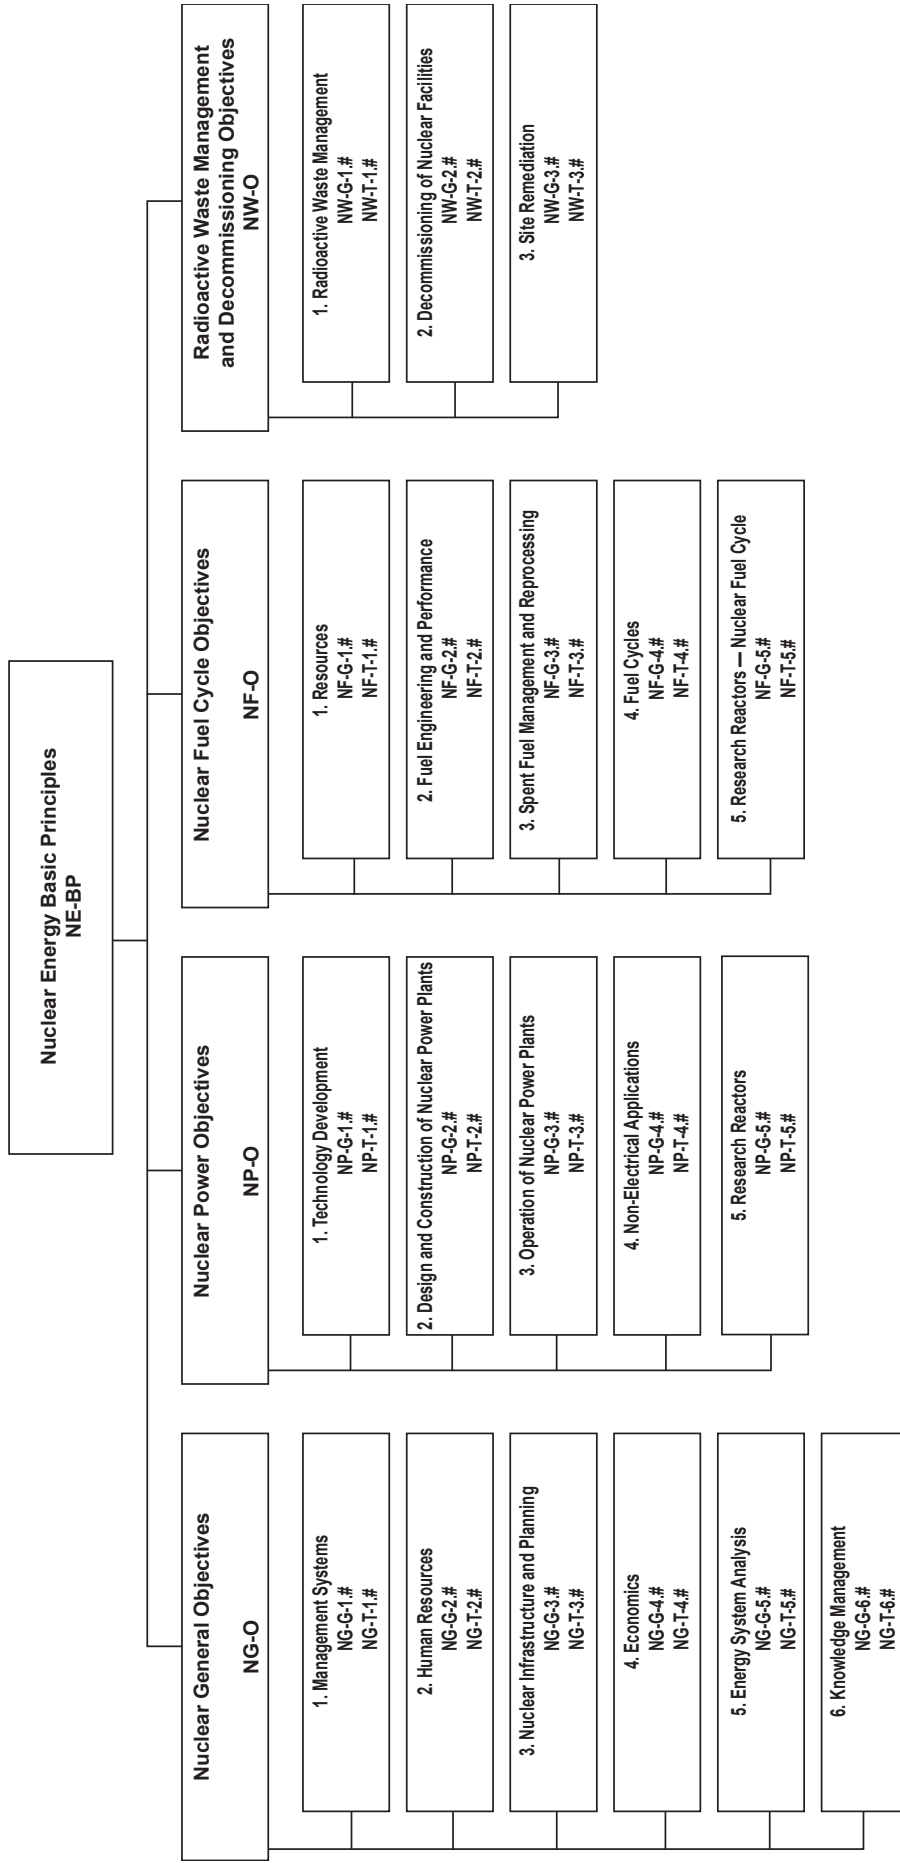 Nuclear Energy Basic Principles
NE-BP
Nuclear General Objectives
NG-O
1. Management Systems
NG-G-1.#
NG-T-1.#
2. Human Resources
NG-G-2.#
NG-T-2.#
3. Nuclear Infrastructure and Planning
NG-G-3.#
NG-T-3.#
4. Economics
NG-G-4.#
NG-T-4.#
5. Energy System Analysis
NG-G-5.#
NG-T-5.#
6. Knowledge Management
NG-G-6.#
NG-T-6.#
Nuclear Power Objectives
NP-O
1. Technology Development
NP-G-1.#
NP-T-1.#
2. Design and Construction of Nuclear Power Plants
NP-G-2.#
NP-T-2.#
3. Operation of Nuclear Power Plants
NP-G-3.#
NP-T-3.#
4. Non-Electrical Applications
NP-G-4.#
NP-T-4.#
5. Research Reactors
NP-G-5.#
NP-T-5.#
Nuclear Fuel Cycle Objectives
NF-O
1. Resources
NF-G-1.#
NF-T-1.#
2. Fuel Engineering and Performance
NF-G-2.#
NF-T-2.#
3. Spent Fuel Management and Reprocessing
NF-G-3.#
NF-T-3.#
4. Fuel Cycles
NF-G-4.#
NF-T-4.#
5. Research Reactors — Nuclear Fuel Cycle
NF-G-5.#
NF-T-5.#
Radioactive Waste Management
and Decommissioning Objectives
NW-O
1. Radioactive Waste Management
NW-G-1.#
NW-T-1.#
2. Decommissioning of Nuclear Facilities
NW-G-2.#
NW-T-2.#
3. Site Remediation
NW-G-3.#
NW-T-3.#